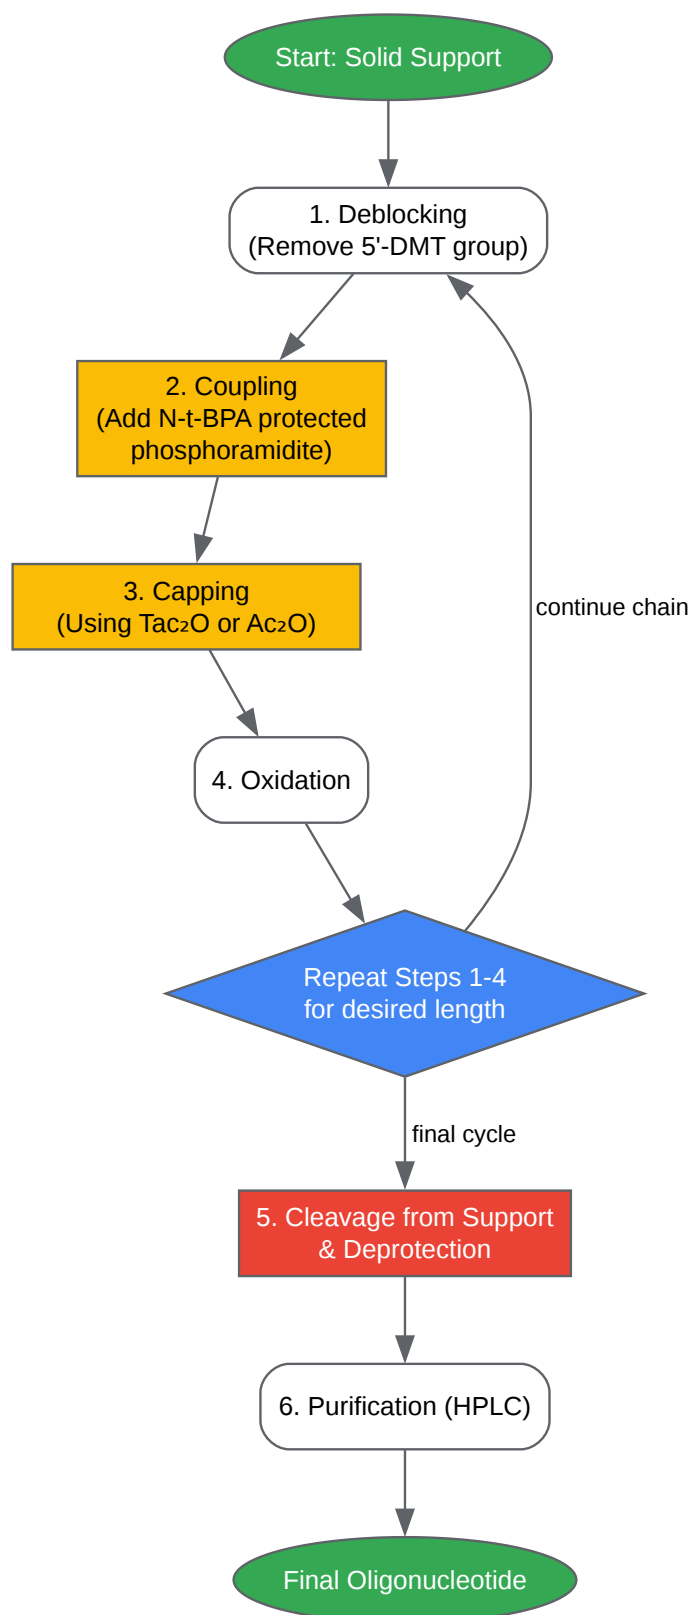 Start: Solid Support
1. Deblocking
(Remove 5'-DMT group)
2. Coupling
(Add N-t-BPA protected
phosphoramidite)
3. Capping
(Using Tac₂O or Ac₂O)
continue chain
4. Oxidation
Repeat Steps 1-4
for desired length
final cycle
5. Cleavage from Support
& Deprotection
6. Purification (HPLC)
Final Oligonucleotide